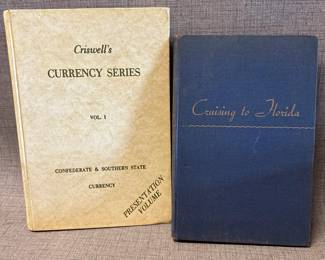 Criswell's
CURRENCY SERIES
VOL. I
CONFEDERATE & SOUTHERN STATE
CURRENCY
PRESENTATION
VOLUME
Cruising to Florida